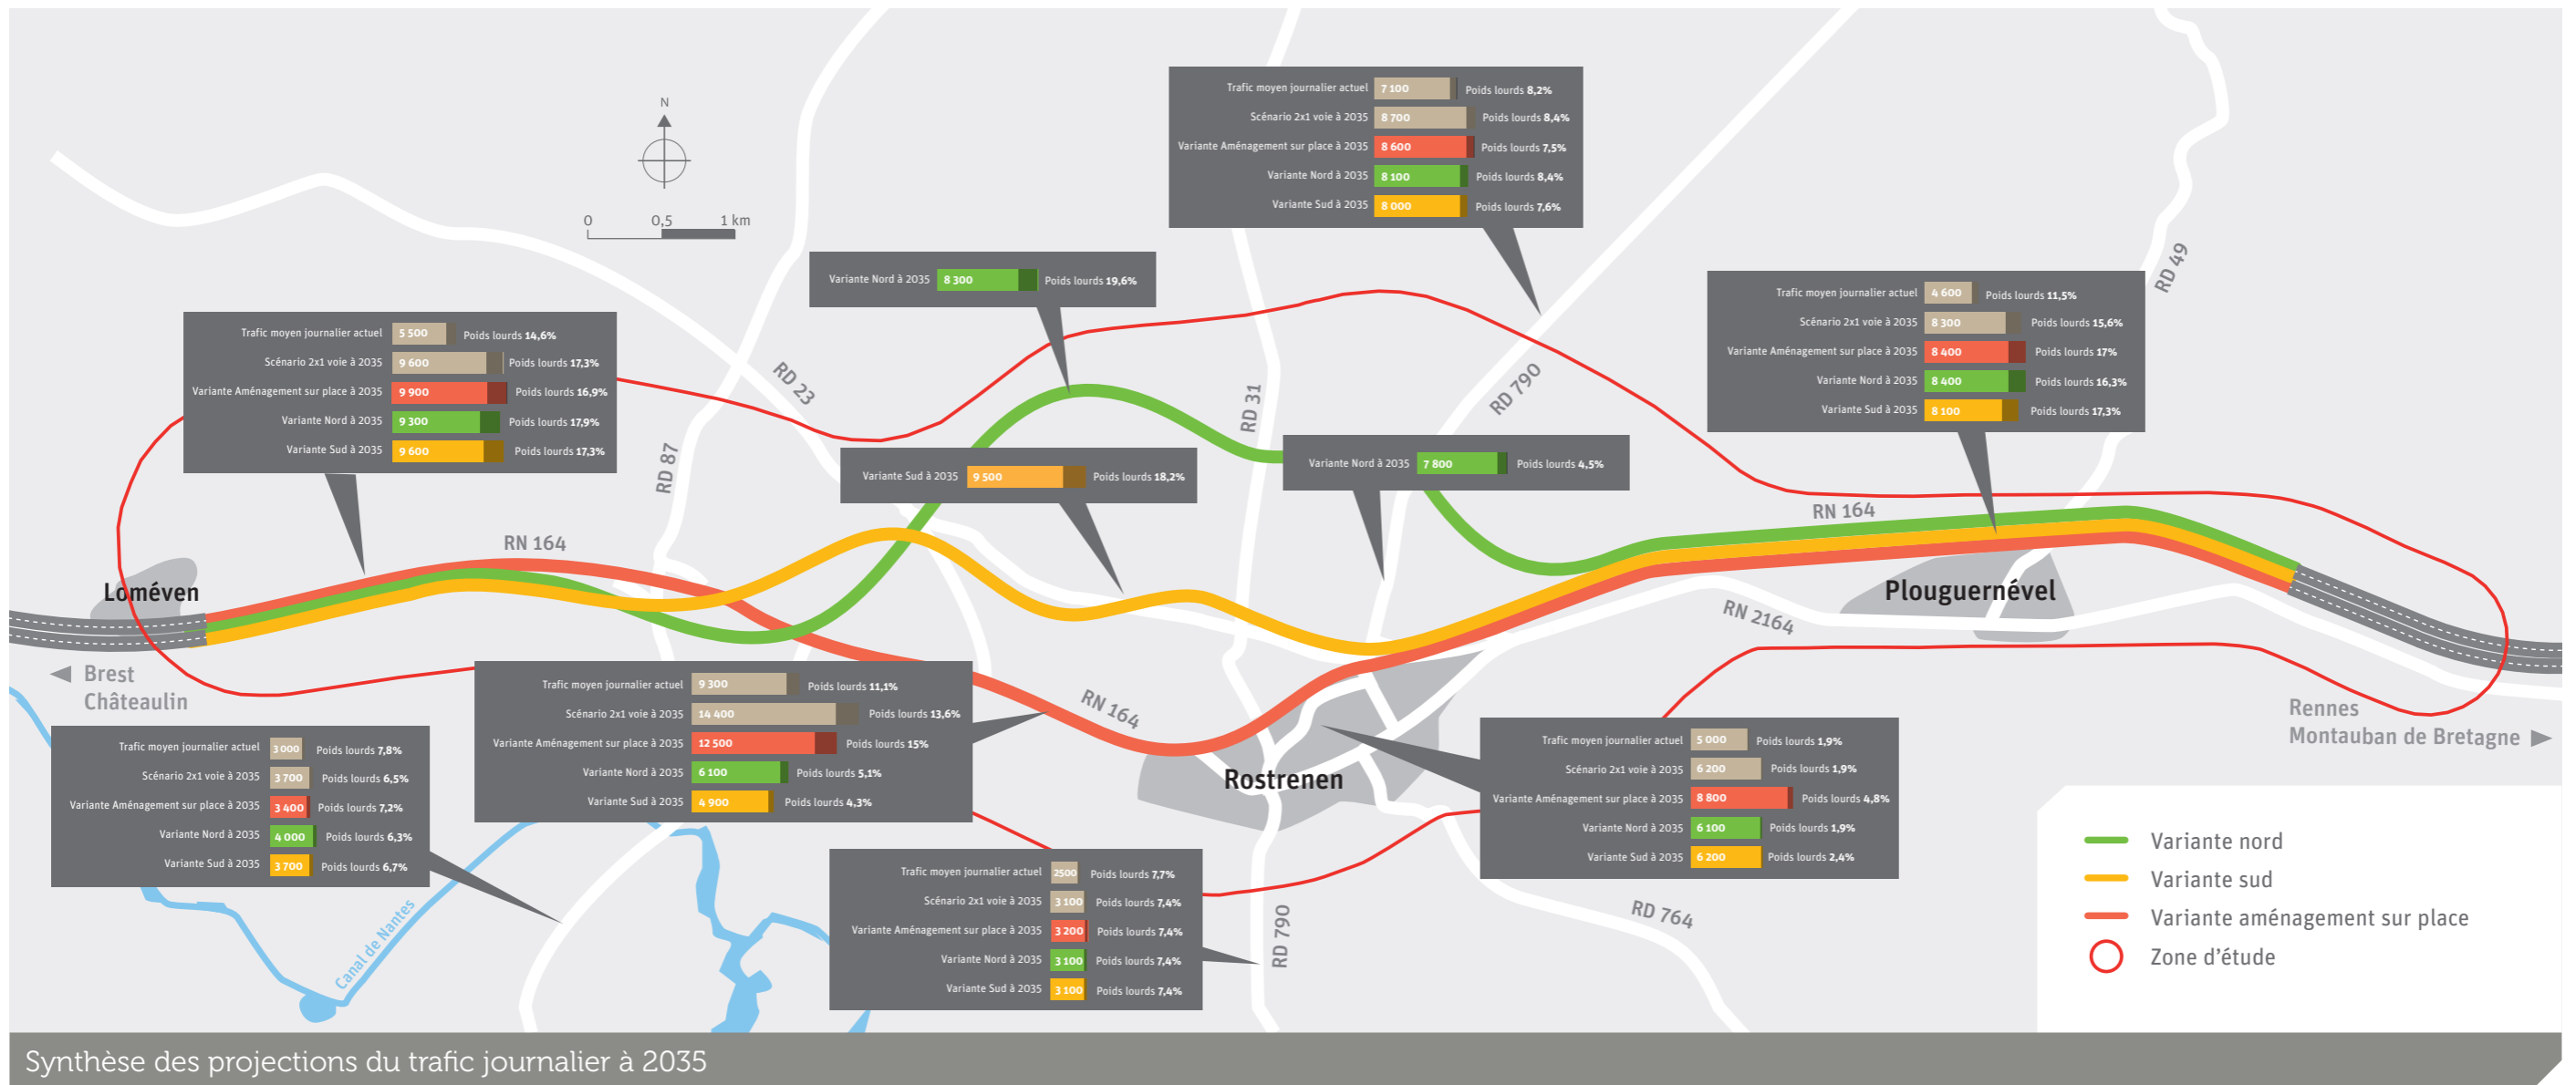 N
0 0,5 1 km
Trafic moyen journalier actuel 7 100 Poids lourds 8,2%
Scénario 2x1 voie à 2035 8 700 Poids lourds 8,4%
Variante Aménagement sur place à 2035 8 600 Poids lourds 7,5%
Variante Nord à 2035 8 100 Poids lourds 8,4%
Variante Sud à 2035 8 000 Poids lourds 7,6%
Variante Nord à 2035 8 300 Poids lourds 19,6%
RD 49
Trafic moyen journalier actuel 4 600 Poids lourds 11,5%
Scénario 2x1 voie à 2035 8 300 Poids lourds 15,6%
Variante Aménagement sur place à 2035 8 400 Poids lourds 17%
Variante Nord à 2035 8 400 Poids lourds 16,3%
Variante Sud à 2035 8 100 Poids lourds 17,3%
Trafic moyen journalier actuel 5 500 Poids lourds 14,6%
Scénario 2x1 voie à 2035 9 600 Poids lourds 17,3%
Variante Aménagement sur place à 2035 9 900 Poids lourds 16,9%
Variante Nord à 2035 9 300 Poids lourds 17,9%
Variante Sud à 2035 9 600 Poids lourds 17,3%
RD 23
RD 31
RD 790
RD 87
Variante Sud à 2035 9 500 Poids lourds 18,2%
Variante Nord à 2035 7 800 Poids lourds 4,5%
RN 164
RN 164
Loméven
Plouguernével
RN 2164
Brest
Châteaulin
RN 164
Rennes
Montauban de Bretagne
Trafic moyen journalier actuel 9 300 Poids lourds 11,1%
Scénario 2x1 voie à 2035 14 400 Poids lourds 13,6%
Variante Aménagement sur place à 2035 12 500 Poids lourds 15%
Variante Nord à 2035 6 100 Poids lourds 5,1%
Variante Sud à 2035 4 900 Poids lourds 4,3%
Rostrenen
Trafic moyen journalier actuel 3 000 Poids lourds 7,8%
Scénario 2x1 voie à 2035 3 700 Poids lourds 6,5%
Variante Aménagement sur place à 2035 3 400 Poids lourds 7,2%
Variante Nord à 2035 4 000 Poids lourds 6,3%
Variante Sud à 2035 3 700 Poids lourds 6,7%
Trafic moyen journalier actuel 5 000 Poids lourds 1,9%
Scénario 2x1 voie à 2035 6 200 Poids lourds 1,9%
Variante Aménagement sur place à 2035 8 800 Poids lourds 4,8%
Variante Nord à 2035 6 100 Poids lourds 1,9%
Variante Sud à 2035 6 200 Poids lourds 2,4%
Trafic moyen journalier actuel 2500 Poids lourds 7,7%
Scénario 2x1 voie à 2035 3 100 Poids lourds 7,4%
Variante Aménagement sur place à 2035 3 200 Poids lourds 7,4%
Variante Nord à 2035 3 100 Poids lourds 7,4%
Variante Sud à 2035 3 100 Poids lourds 7,4%
Canal de Nantes
RD 790
RD 764
Variante nord
Variante sud
Variante aménagement sur place
Zone d'étude
Synthèse des projections du trafic journalier à 2035